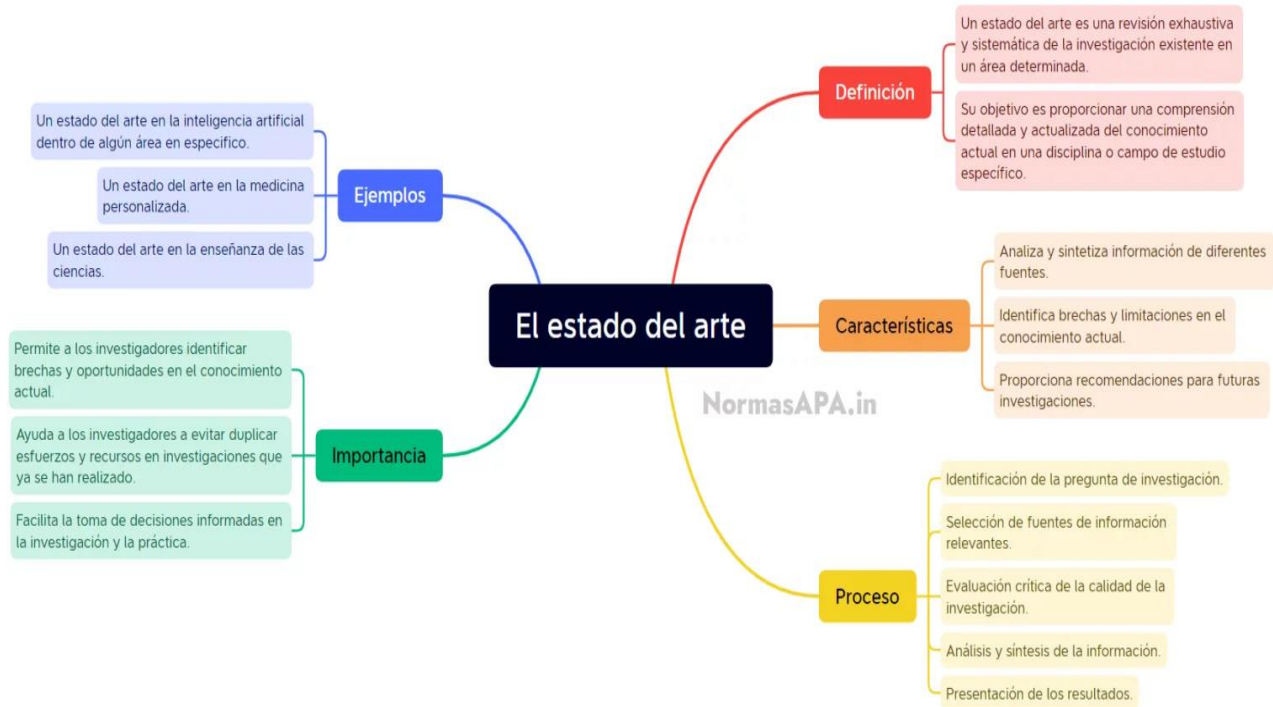 El estado del arte
Definición
Un estado del arte es una revisión exhaustiva
y sistemática de la investigación existente en
un área determinada.
Su objetivo es proporcionar una comprensión
detallada y actualizada del conocimiento
actual en una disciplina o campo de estudio
específico.
Características
Analiza y sintetiza información de diferentes
fuentes.
Identifica brechas y limitaciones en el
conocimiento actual.
Proporciona recomendaciones para futuras
investigaciones.
NormasAPA.in
Proceso
Identificación de la pregunta de investigación.
Selección de fuentes de información
relevantes.
Evaluación crítica de la calidad de la
investigación.
Análisis y síntesis de la información.
Presentación de los resultados.
Ejemplos
Un estado del arte en la inteligencia artificial
dentro de algún área en especifico.
Un estado del arte en la medicina
personalizada.
Un estado del arte en la enseñanza de las
ciencias.
Importancia
Permite a los investigadores identificar
brechas y oportunidades en el conocimiento
actual.
Ayuda a los investigadores a evitar duplicar
esfuerzos y recursos en investigaciones que
ya se han realizado.
Facilita la toma de decisiones informadas en
la investigación y la práctica.